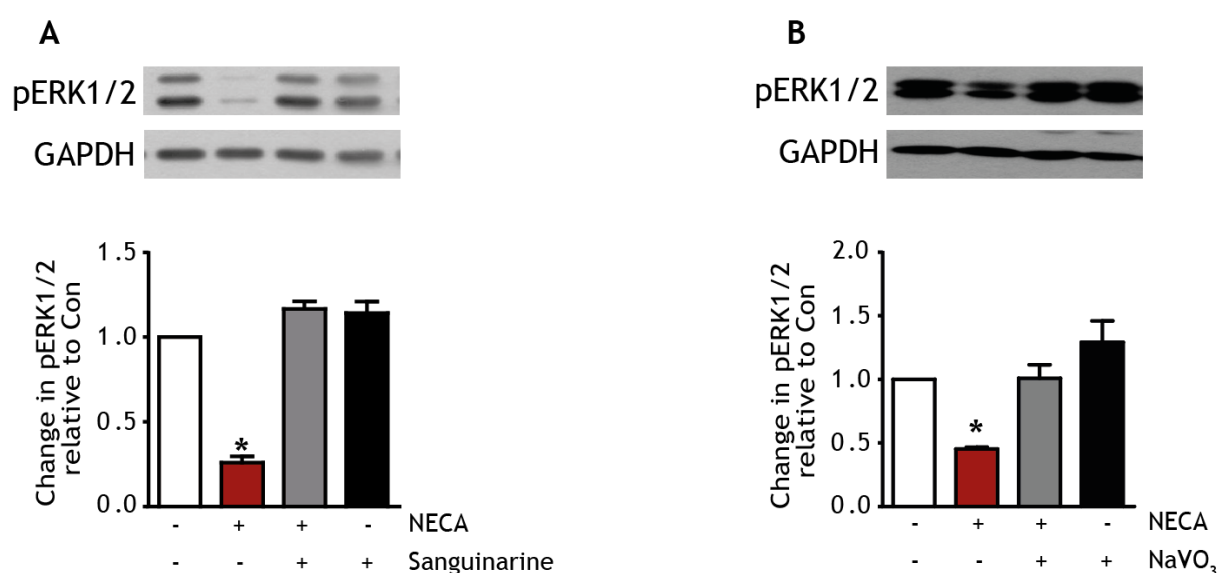 A
pERK1/2
GAPDH
Change in pERK1/2
relative to Con
1.5
1.0
0.5
0.0
*
- + + - NECA
- - + + Sanguinarine
B
pERK1/2
GAPDH
Change in pERK1/2
relative to Con
2.0
1.5
1.0
0.5
0.0
*
- + + - NECA
- - + + NaVO₃